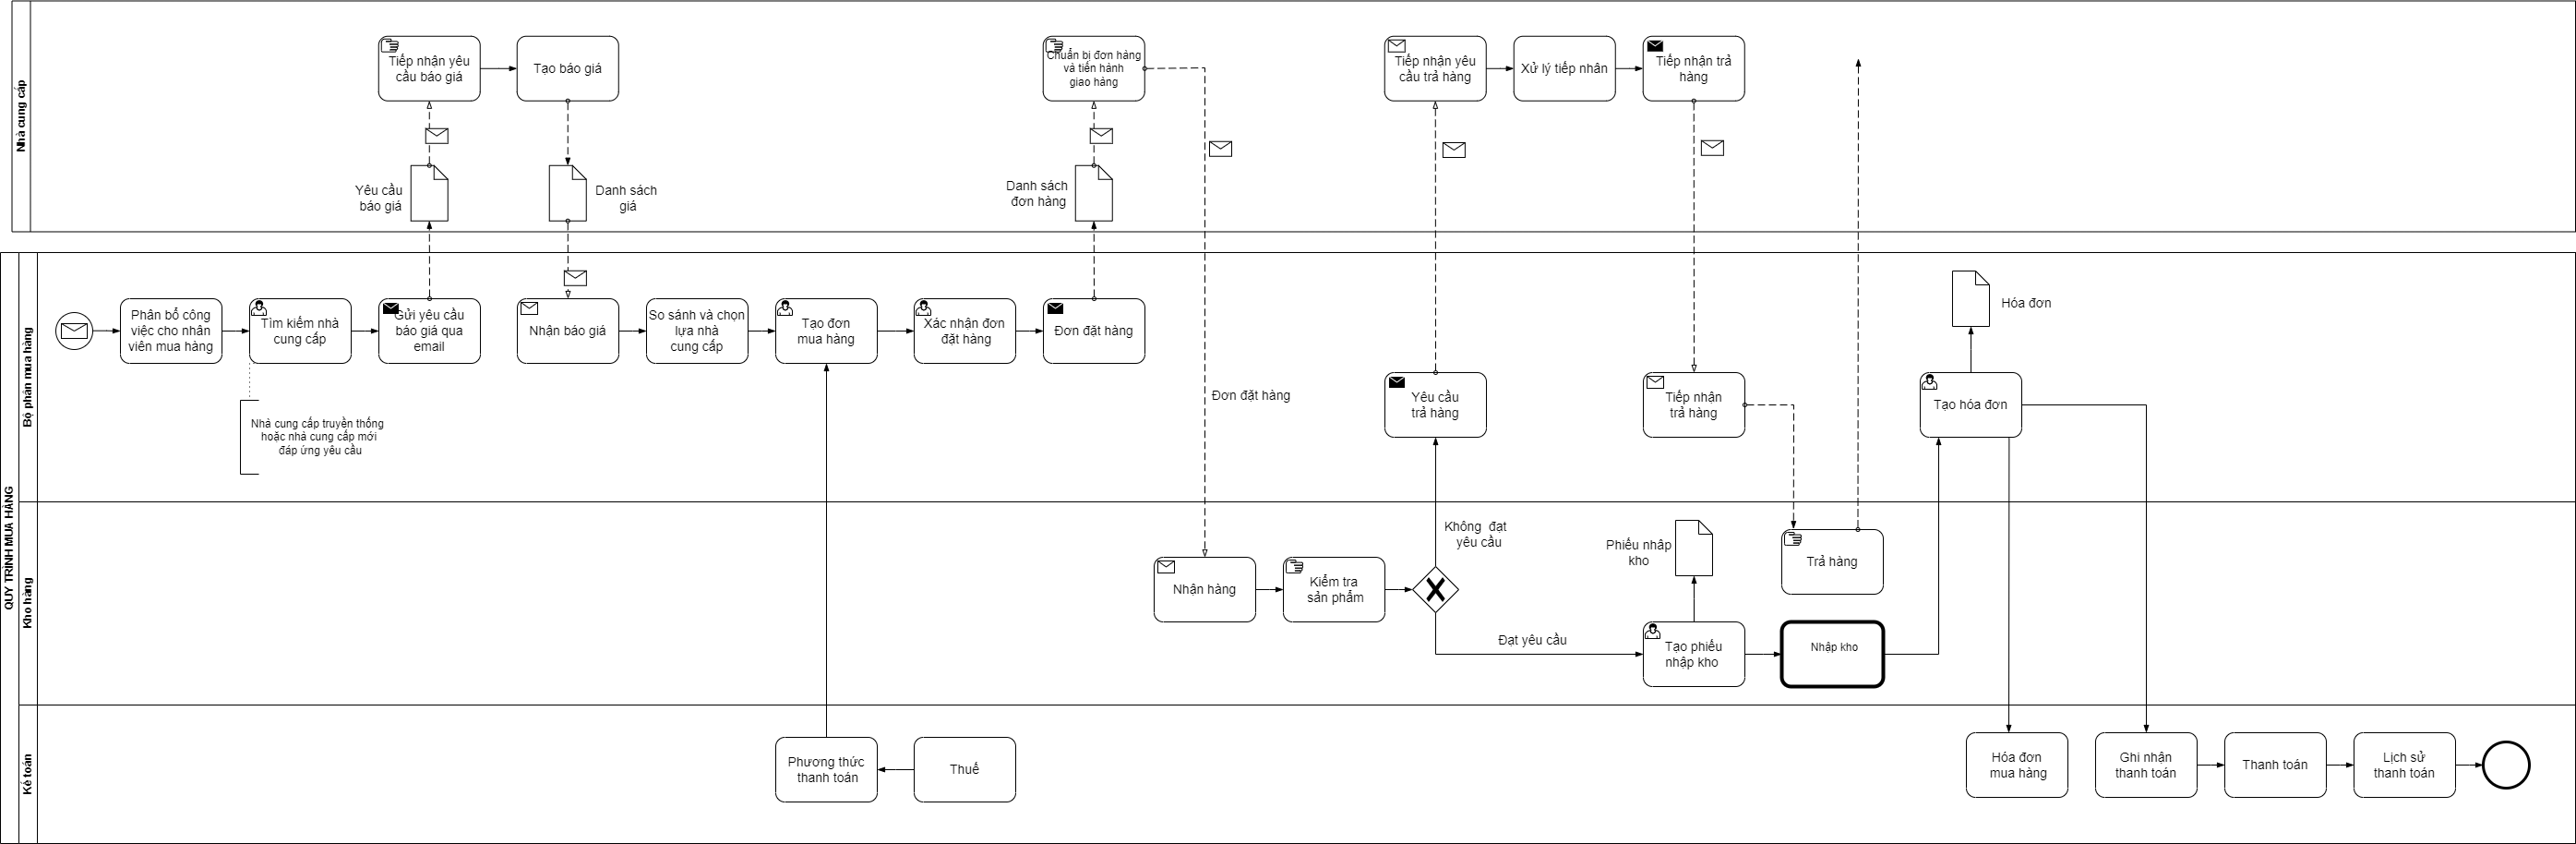 Nhà cung cấp
Tiếp nhận yêu
cầu báo giá
Tạo báo giá
Chuẩn bị đơn hàng
và tiến hành
giao hàng
Tiếp nhận yêu
cầu trả hàng
Xử lý tiếp nhân
Tiếp nhận trả
hàng
Yêu cầu
báo giá
Danh sách
giá
Danh sách
đơn hàng
QUY TRÌNH MUA HÀNG
Bộ phận mua hàng
Phân bổ công
việc cho nhân
viên mua hàng
Tìm kiếm nhà
cung cấp
Gửi yêu cầu
báo giá qua
email
Nhận báo giá
So sánh và chọn
lựa nhà
cung cấp
Tạo đơn
mua hàng
Xác nhận đơn
đặt hàng
Đơn đặt hàng
Hóa đơn
Nhà cung cấp truyền thống
hoặc nhà cung cấp mới
đáp ứng yêu cầu
Đơn đặt hàng
Yêu cầu
trả hàng
Tiếp nhận
trả hàng
Tạo hóa đơn
Kho hàng
Không đạt
yêu cầu
Phiếu nhâp
kho
Trả hàng
Nhận hàng
Kiểm tra
sản phẩm
Đạt yêu cầu
Tạo phiếu
nhập kho
Nhập kho
Kế toán
Phương thức
thanh toán
Thuế
Hóa đơn
mua hàng
Ghi nhận
thanh toán
Thanh toán
Lịch sử
thanh toán